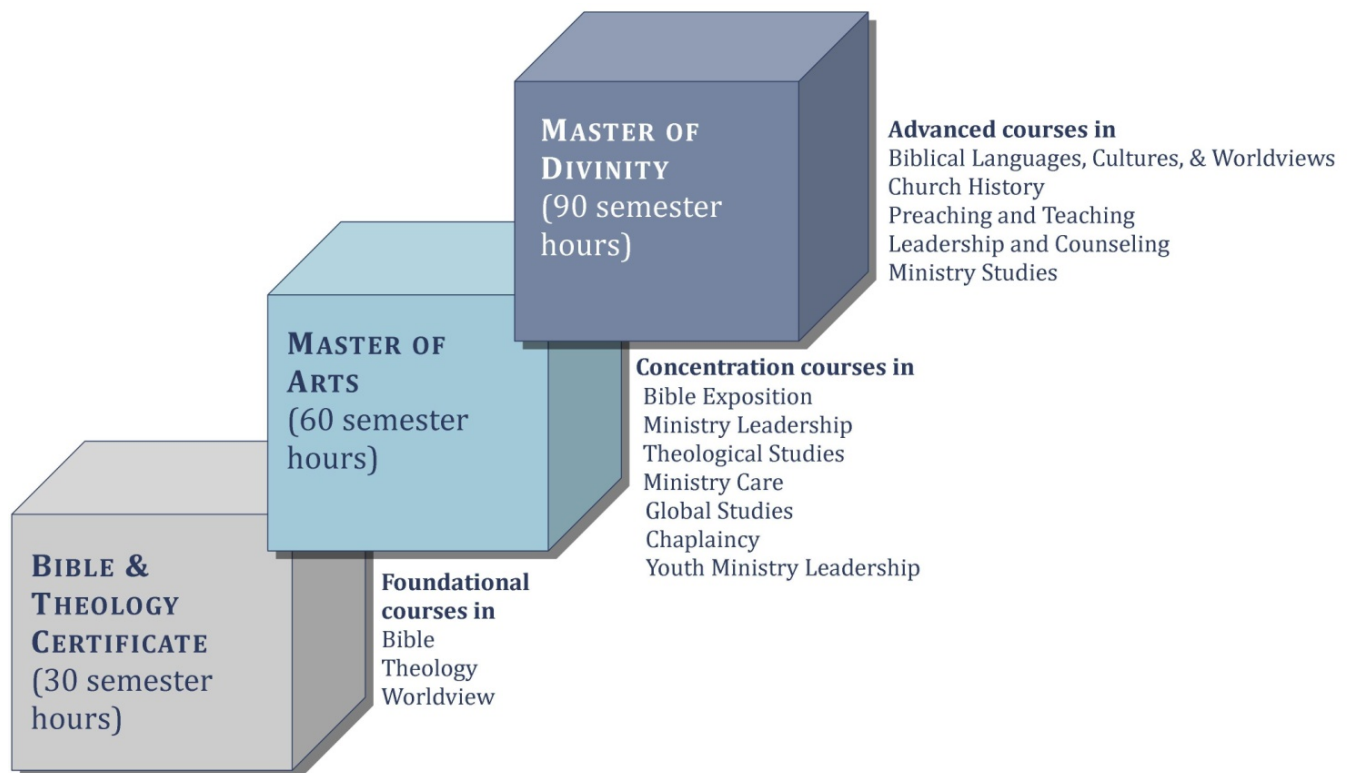 MASTER OF
DIVINITY
(90 semester
hours)
Advanced courses in
Biblical Languages, Cultures, & Worldviews
Church History
Preaching and Teaching
Leadership and Counseling
Ministry Studies
MASTER OF
ARTS
(60 semester
hours)
Concentration courses in
Bible Exposition
Ministry Leadership
Theological Studies
Ministry Care
Global Studies
Chaplaincy
Youth Ministry Leadership
BIBLE &
THEOLOGY
CERTIFICATE
(30 semester
hours)
Foundational
courses in
Bible
Theology
Worldview